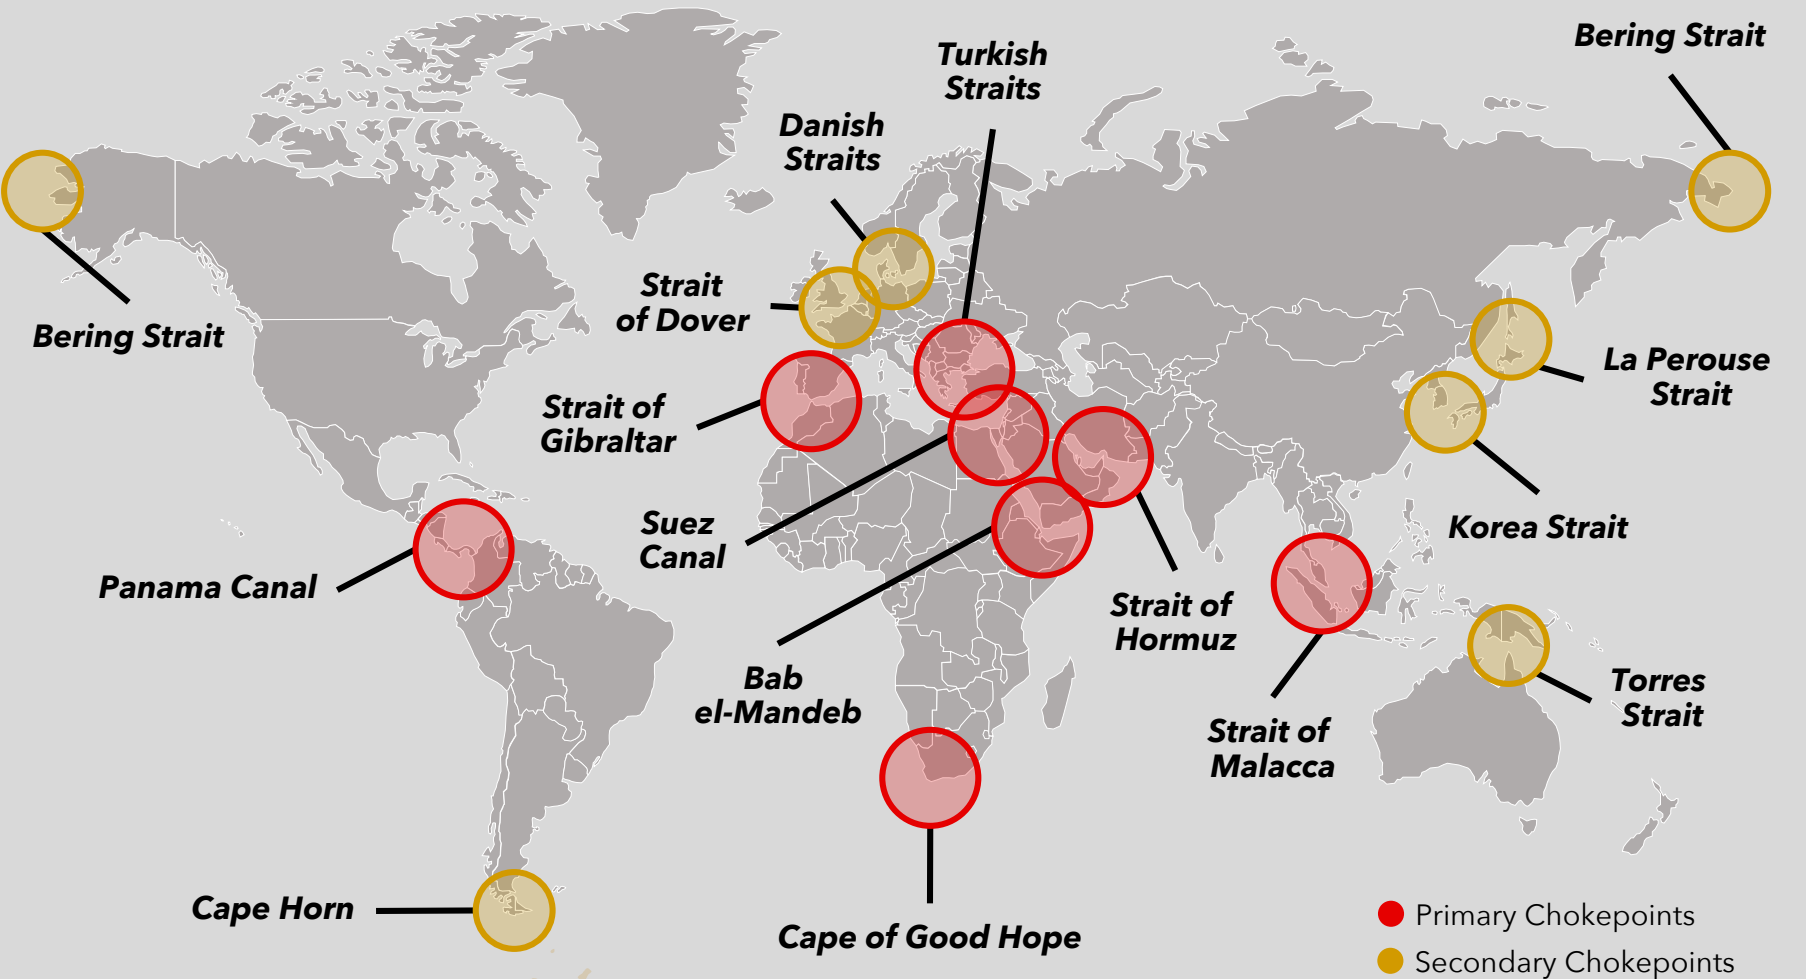 Bering Strait
Turkish
Straits
Danish
Straits
Strait
of Dover
Bering Strait
La Perouse
Strait
Strait of
Gibraltar
Suez
Canal
Korea Strait
Panama Canal
Strait of
Hormuz
Bab
el-Mandeb
Torres
Strait
Strait of
Malacca
Cape Horn
Cape of Good Hope
Primary Chokepoints
Secondary Chokepoints